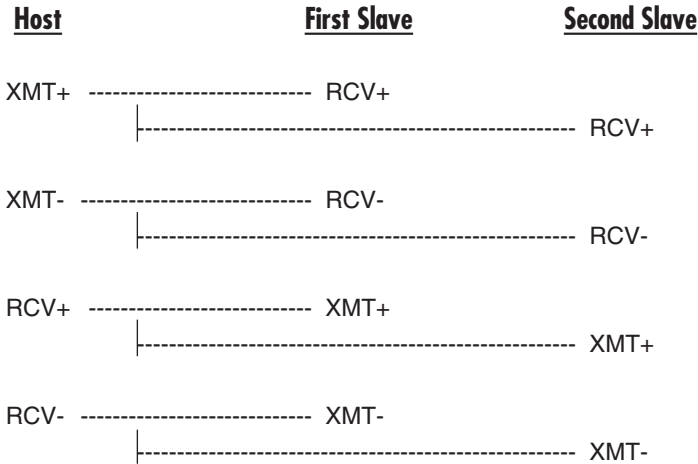 Host First Slave Second Slave
XMT+ --------------------------- RCV+
|----------------------------------------------------- RCV+
XMT- ---------------------------- RCV-
|----------------------------------------------------- RCV-
RCV+ --------------------------- XMT+
|----------------------------------------------------- XMT+
RCV- ---------------------------- XMT-
|----------------------------------------------------- XMT-